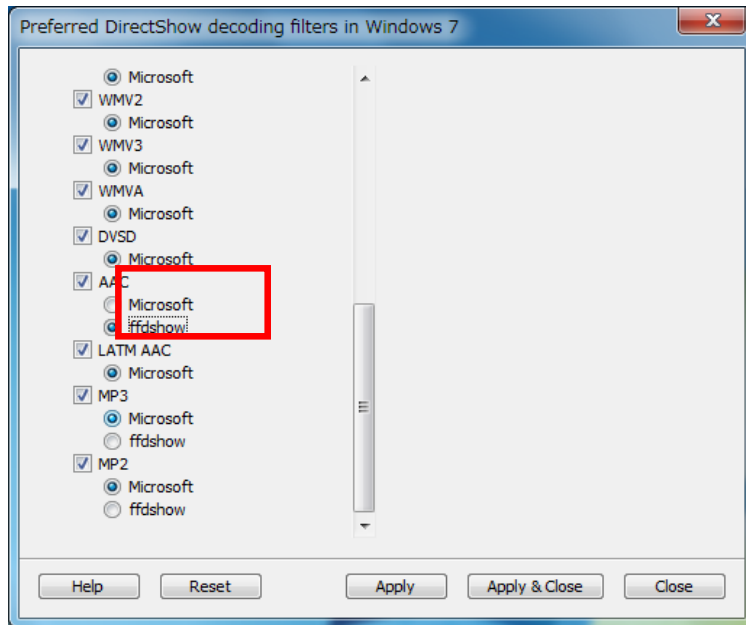 Preferred DirectShow decoding filters in Windows 7
Microsoft
WMV2
Microsoft
WMV3
Microsoft
WMVA
Microsoft
DVSD
Microsoft
AAC
Microsoft
ffdshow
LATM AAC
Microsoft
MP3
Microsoft
ffdshow
MP2
Microsoft
ffdshow
Help Reset Apply Apply & Close Close